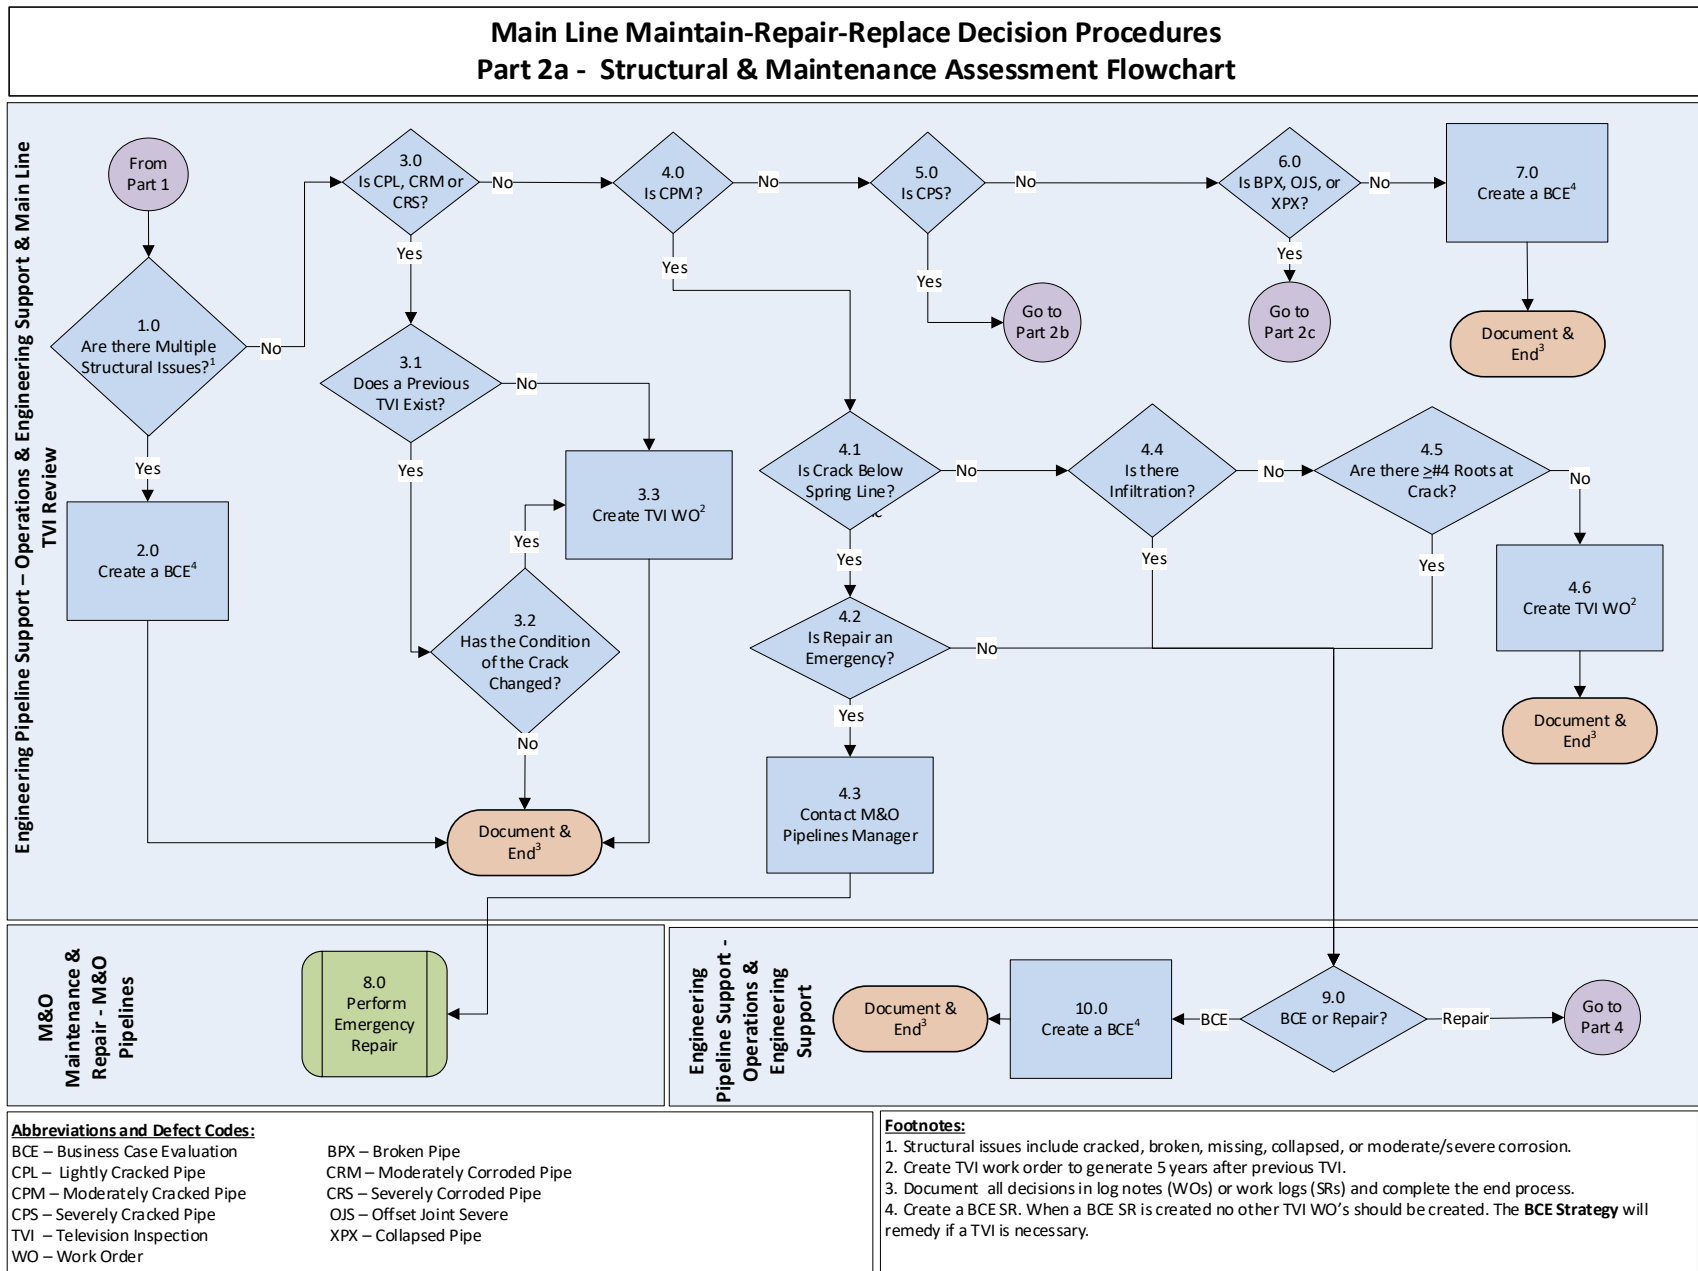 Main Line Maintain-Repair-Replace Decision Procedures
Part 2a - Structural & Maintenance Assessment Flowchart
Engineering Pipeline Support – Operations & Engineering Support & Main Line
TVI Review
From
Part 1
1.0
Are there Multiple
Structural Issues?1
No
Yes
2.0
Create a BCE4
3.0
Is CPL, CRM or
CRS?
No
Yes
3.1
Does a Previous
TVI Exist?
No
Yes
3.3
Create TVI WO2
Yes
3.2
Has the Condition
of the Crack
Changed?
No
Document &
End3
4.0
Is CPM?
No
Yes
5.0
Is CPS?
No
Yes
Go to
Part 2b
6.0
Is BPX, OJS, or
XPX?
No
Yes
Go to
Part 2c
7.0
Create a BCE4
Document &
End3
4.1
Is Crack Below
Spring Line?
No
Yes
4.4
Is there
Infiltration?
No
Yes
4.5
Are there ≥#4 Roots at
Crack?
No
Yes
4.6
Create TVI WO2
Document &
End3
4.2
Is Repair an
Emergency?
No
Yes
4.3
Contact M&O
Pipelines Manager
M&O
Maintenance &
Repair - M&O
Pipelines
8.0
Perform
Emergency
Repair
Engineering
Pipeline Support -
Operations &
Engineering
Support
Document &
End3
10.0
Create a BCE4
BCE
9.0
BCE or Repair?
Repair
Go to
Part 4
Abbreviations and Defect Codes:
BCE – Business Case Evaluation
CPL – Lightly Cracked Pipe
CPM – Moderately Cracked Pipe
CPS – Severely Cracked Pipe
TVI – Television Inspection
WO – Work Order
BPX – Broken Pipe
CRM – Moderately Corroded Pipe
CRS – Severely Corroded Pipe
OJS – Offset Joint Severe
XPX – Collapsed Pipe
Footnotes:
1. Structural issues include cracked, broken, missing, collapsed, or moderate/severe corrosion.
2. Create TVI work order to generate 5 years after previous TVI.
3. Document all decisions in log notes (WOs) or work logs (SRs) and complete the end process.
4. Create a BCE SR. When a BCE SR is created no other TVI WO's should be created. The BCE Strategy will
remedy if a TVI is necessary.